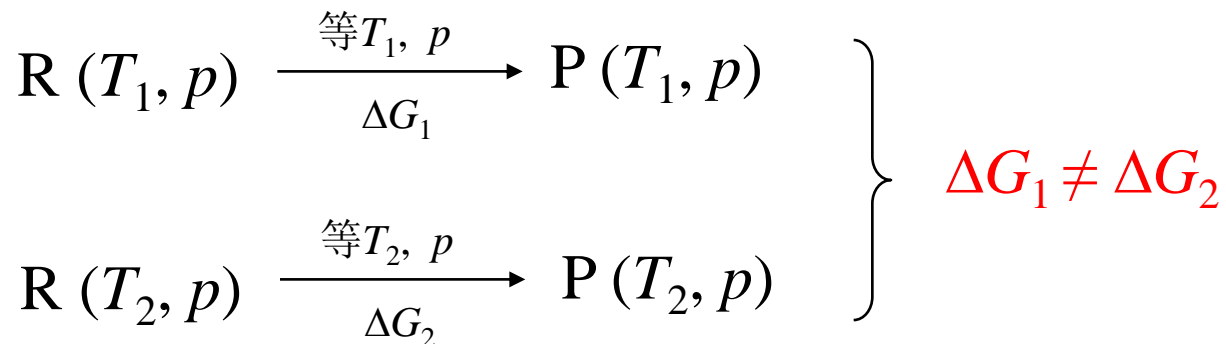 R (T₁, p) 等T₁, p ΔG₁ P (T₁, p)
ΔG₁ ≠ ΔG₂
R (T₂, p) 等T₂, p ΔG₂ P (T₂, p)